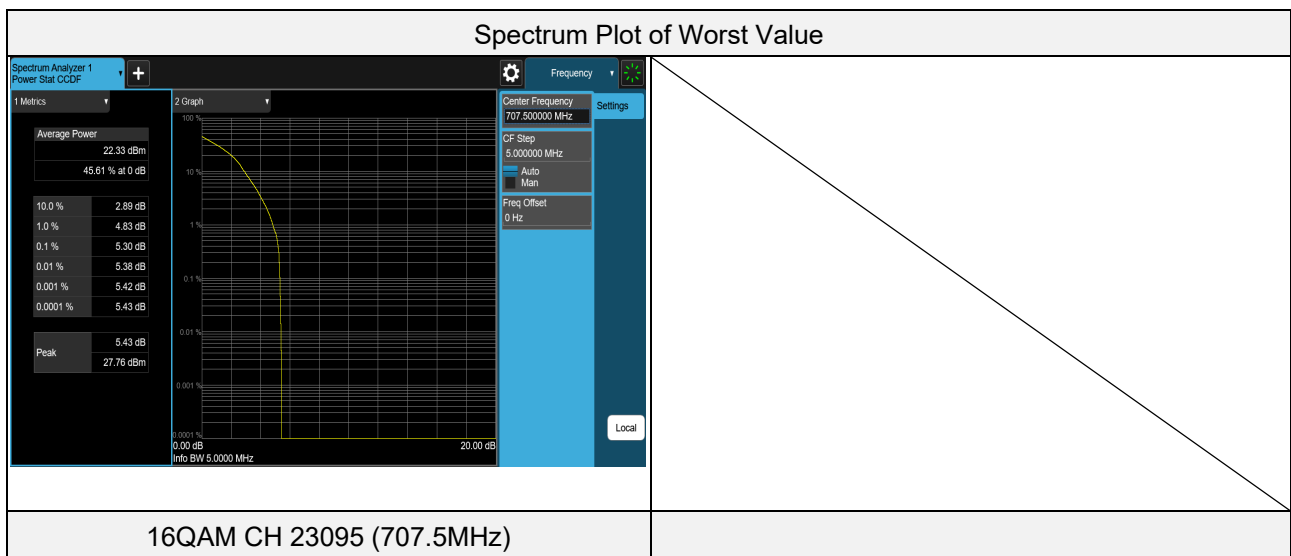 Spectrum Plot of Worst Value
Spectrum Analyzer 1
Power Stat CCDF
+
Frequency
1 Metrics
2 Graph
Average Power
22.33 dBm
45.61 % at 0 dB
10.0 % 2.89 dB
1.0 % 4.83 dB
0.1 % 5.30 dB
0.01 % 5.38 dB
0.001 % 5.42 dB
0.0001 % 5.43 dB
Peak
5.43 dB
27.76 dBm
100 %
10 %
1 %
0.1 %
0.01 %
0.001 %
0.0001 %
0.00 dB 20.00 dB
Info BW 5.0000 MHz
Center Frequency
707.500000 MHz
CF Step
5.000000 MHz
Auto
Man
Freq Offset
0 Hz
Settings
Local
16QAM CH 23095 (707.5MHz)